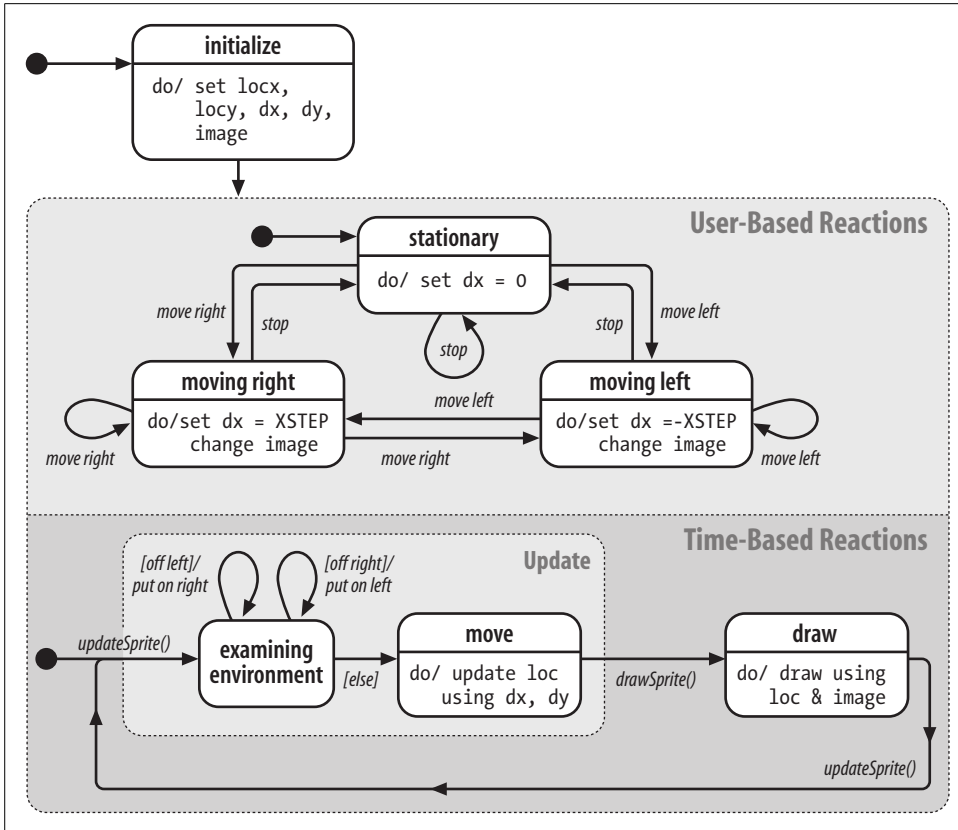 initialize
do/ set locx,
locy, dx, dy,
image
User-Based Reactions
stationary
do/ set dx = 0
move right
stop
stop
stop
move left
moving right
do/set dx = XSTEP
change image
move left
move right
moving left
do/set dx =-XSTEP
change image
move right
move left
Time-Based Reactions
Update
[off left]/
put on right
[off right]/
put on left
updateSprite()
examining
environment
[else]
move
do/ update loc
using dx, dy
drawSprite()
draw
do/ draw using
loc & image
updateSprite()